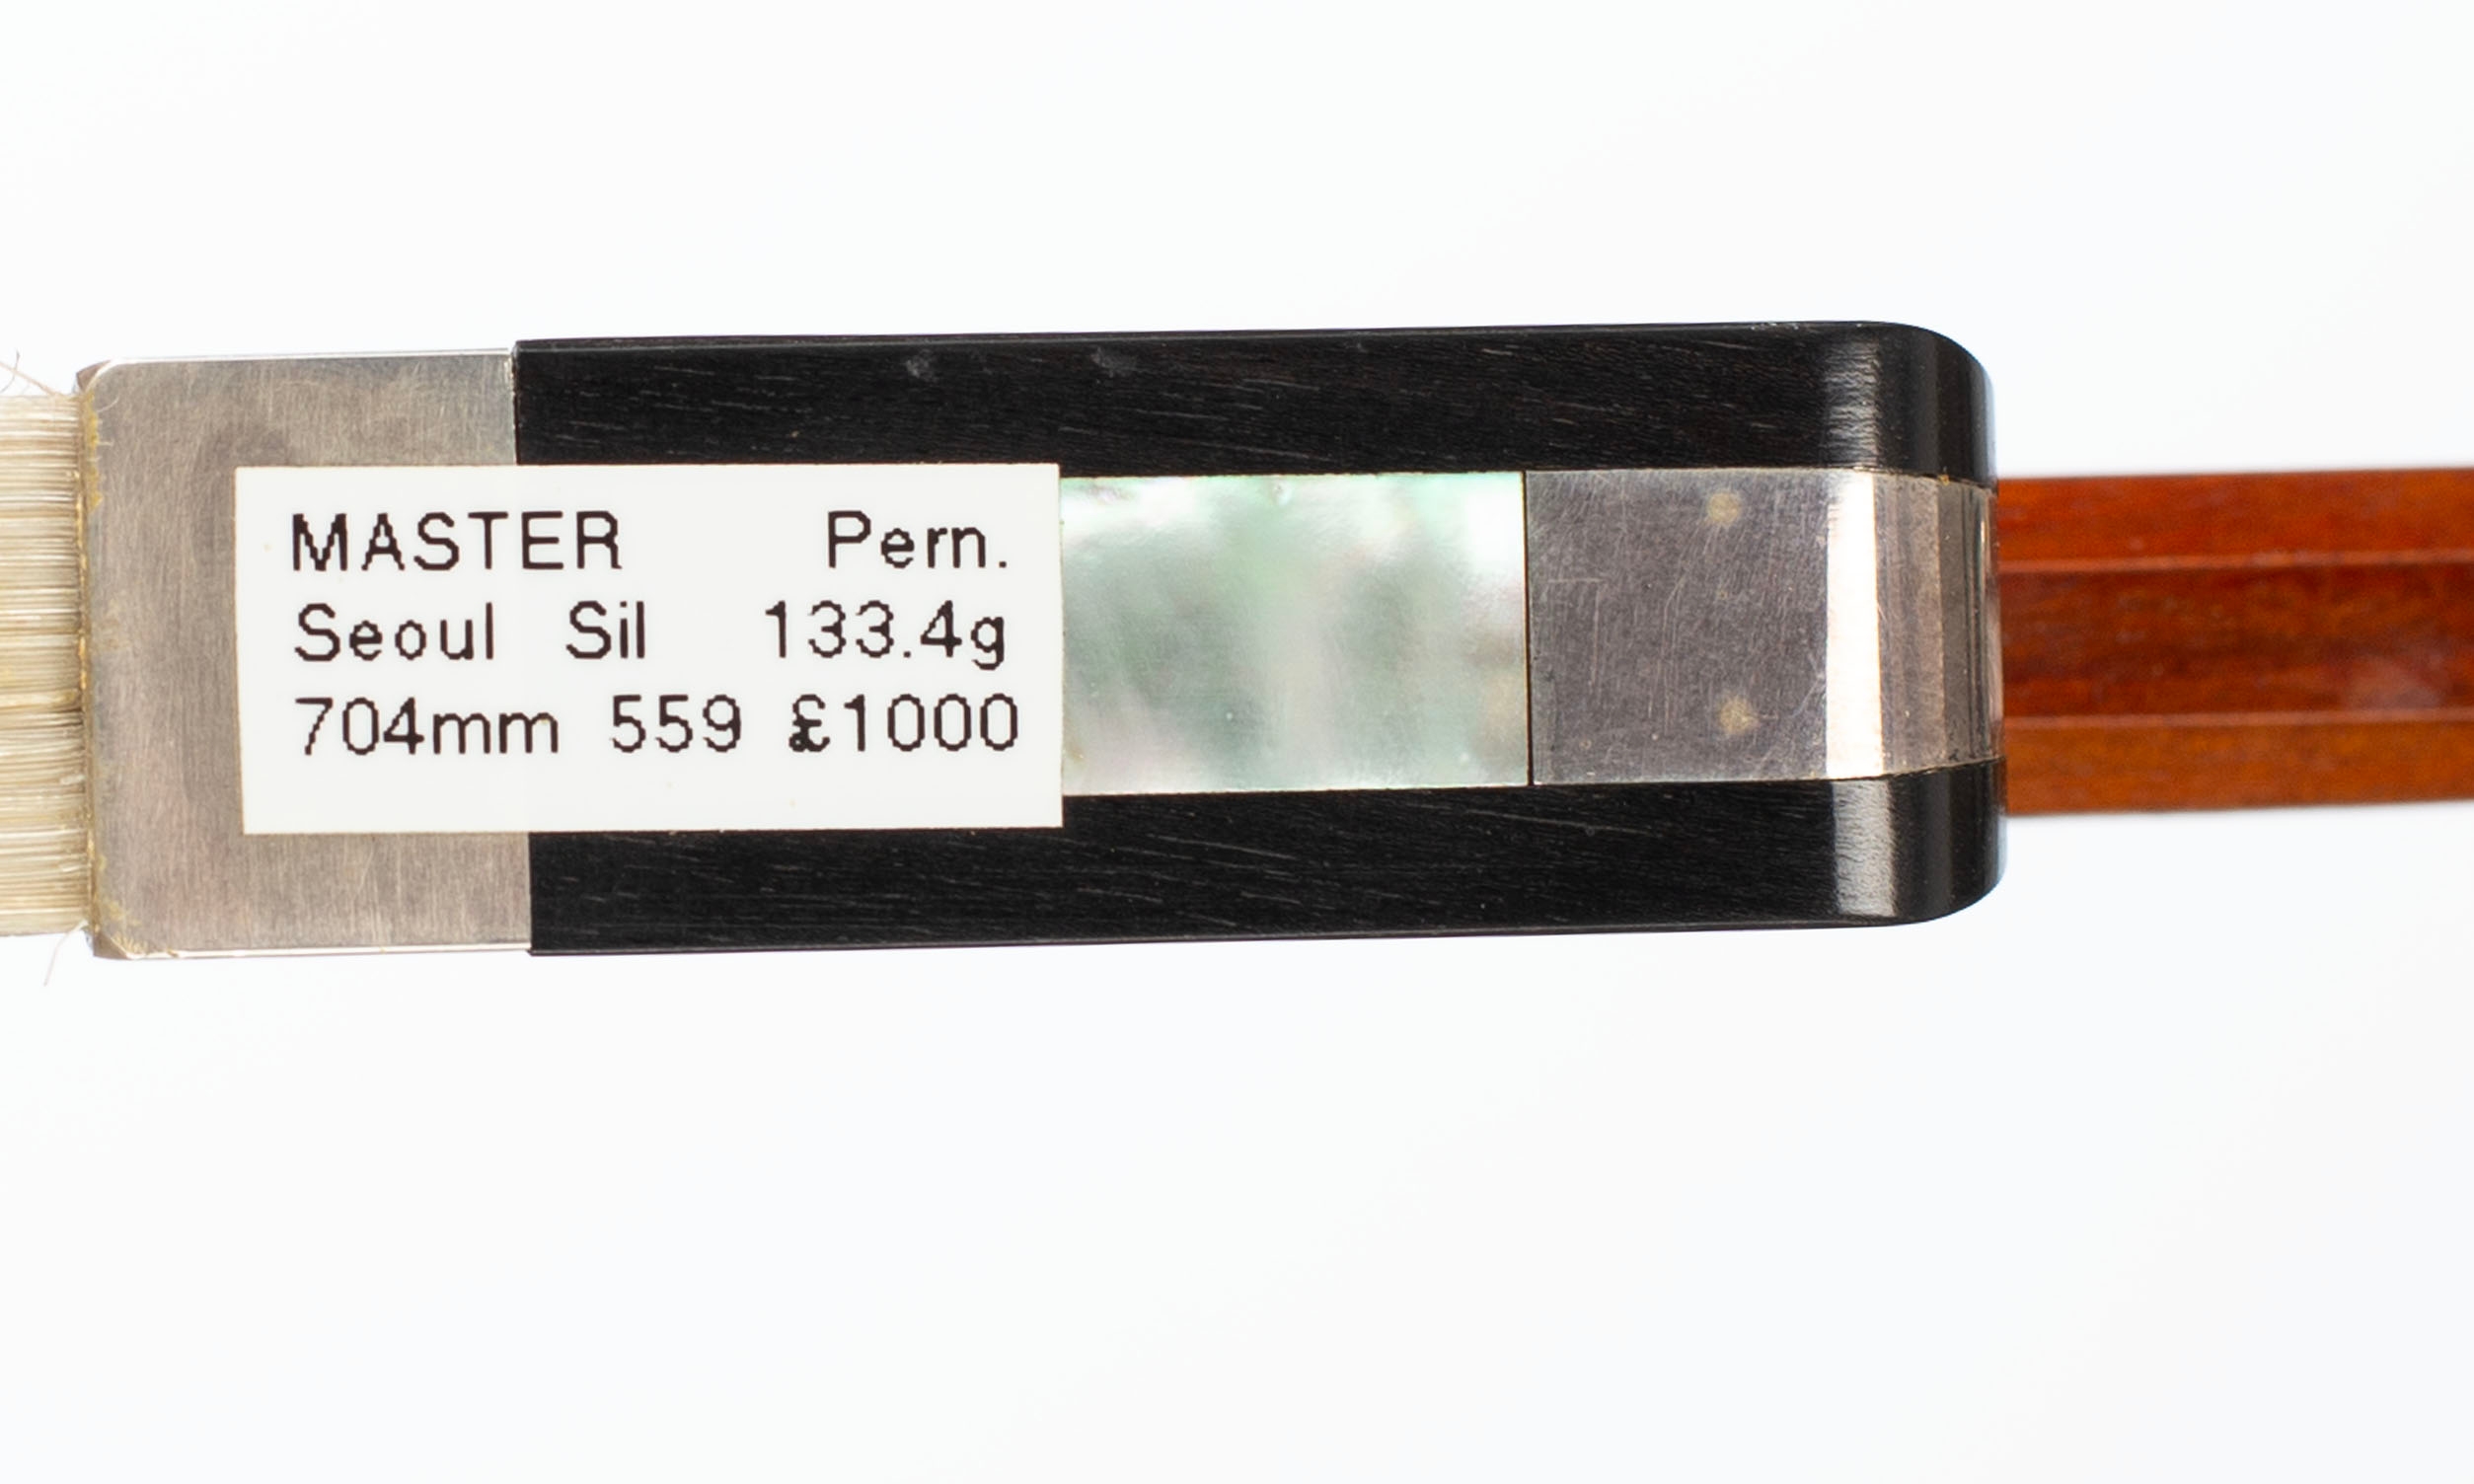 MASTER Pern.
Seoul Sil 133.4g
704mm 559 £1000